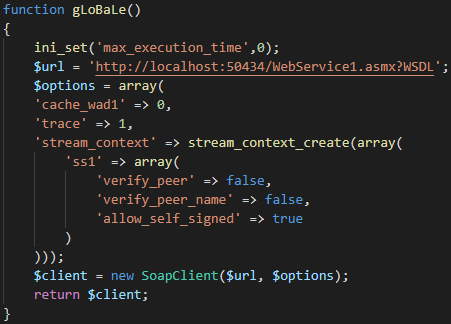 function gLoBaLe()
{
    ini_set('max_execution_time',0);
    $url = 'http://localhost:50434/WebService1.asmx?WSDL';
    $options = array(
    'cache_wad1' => 0,
    'trace' => 1,
    'stream_context' => stream_context_create(array(
        'ss1' => array(
            'verify_peer' => false,
            'verify_peer_name' => false,
            'allow_self_signed' => true
        )
    )));
    $client = new SoapClient($url, $options);
    return $client;
}